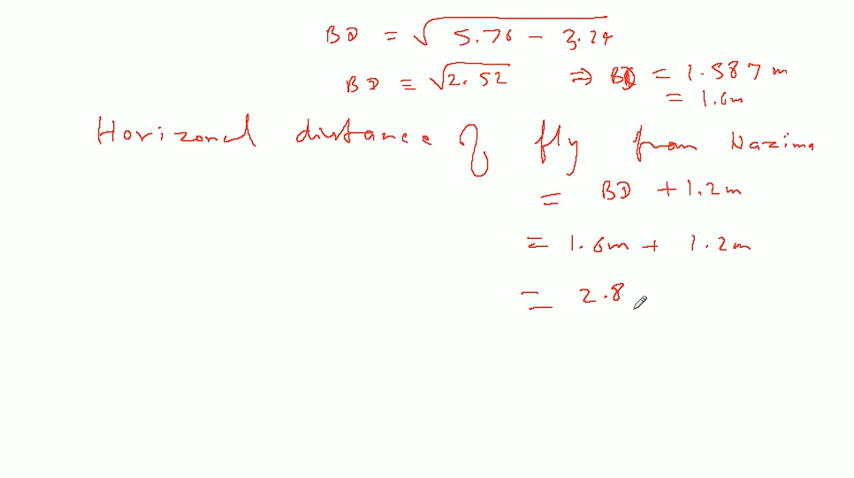 BD = √5.76 - 3.24
BD = √2.52 ⇒ BD = 1.587 m
= 1.6m
Horizonal distance of fly from Nazima
= BD + 1.2m
= 1.6m + 1.2m
= 2.8